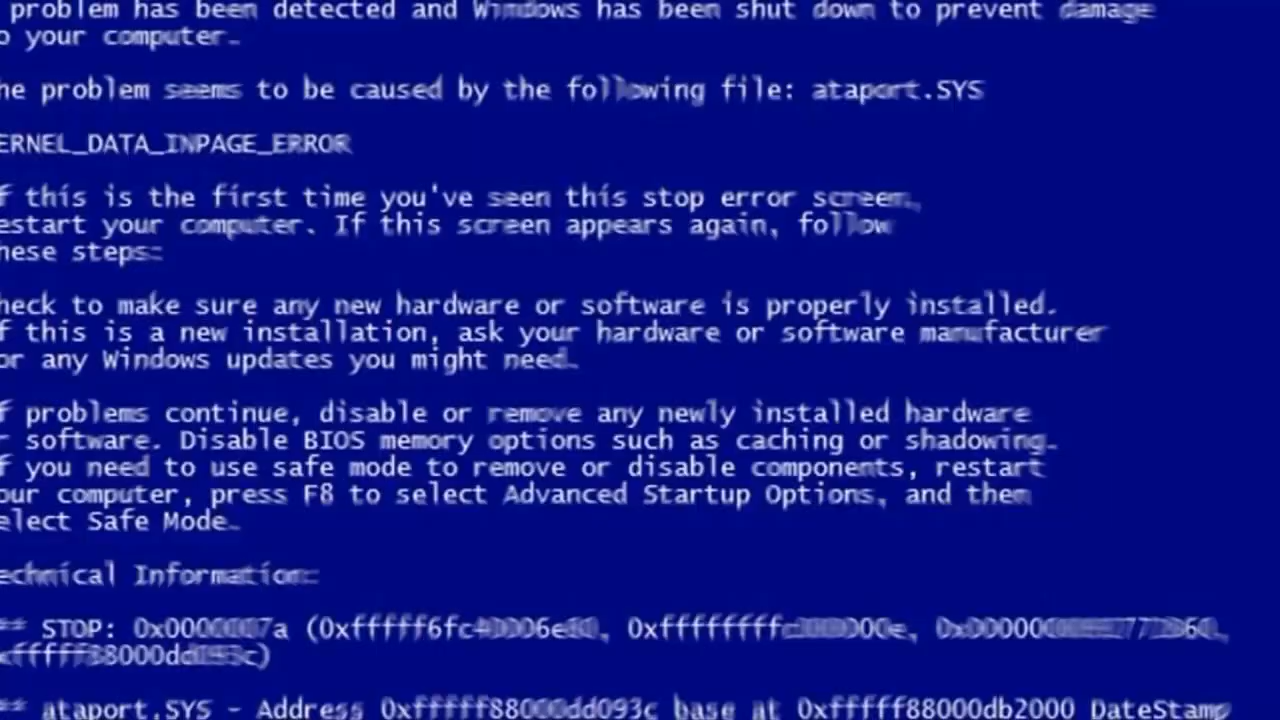 problem has been detected and Windows has been shut down to prevent damage
o your computer.
he problem seems to be caused by the following file: ataport.SYS
ERNEL_DATA_INPAGE_ERROR
f this is the first time you've seen this stop error screen,
estart your computer. If this screen appears again, follow
hese steps:
heck to make sure any new hardware or software is properly installed.
f this is a new installation, ask your hardware or software manufacturer
or any Windows updates you might need.
f problems continue, disable or remove any newly installed hardware
r software. Disable BIOS memory options such as caching or shadowing.
f you need to use safe mode to remove or disable components, restart
our computer, press F8 to select Advanced Startup Options, and then
elect Safe Mode.
echnical Information:
** STOP: 0x0000007a
** ataport.SYS - Address 0xfffff88000dd093c base at 0xfffff88000db2000 DateStamp